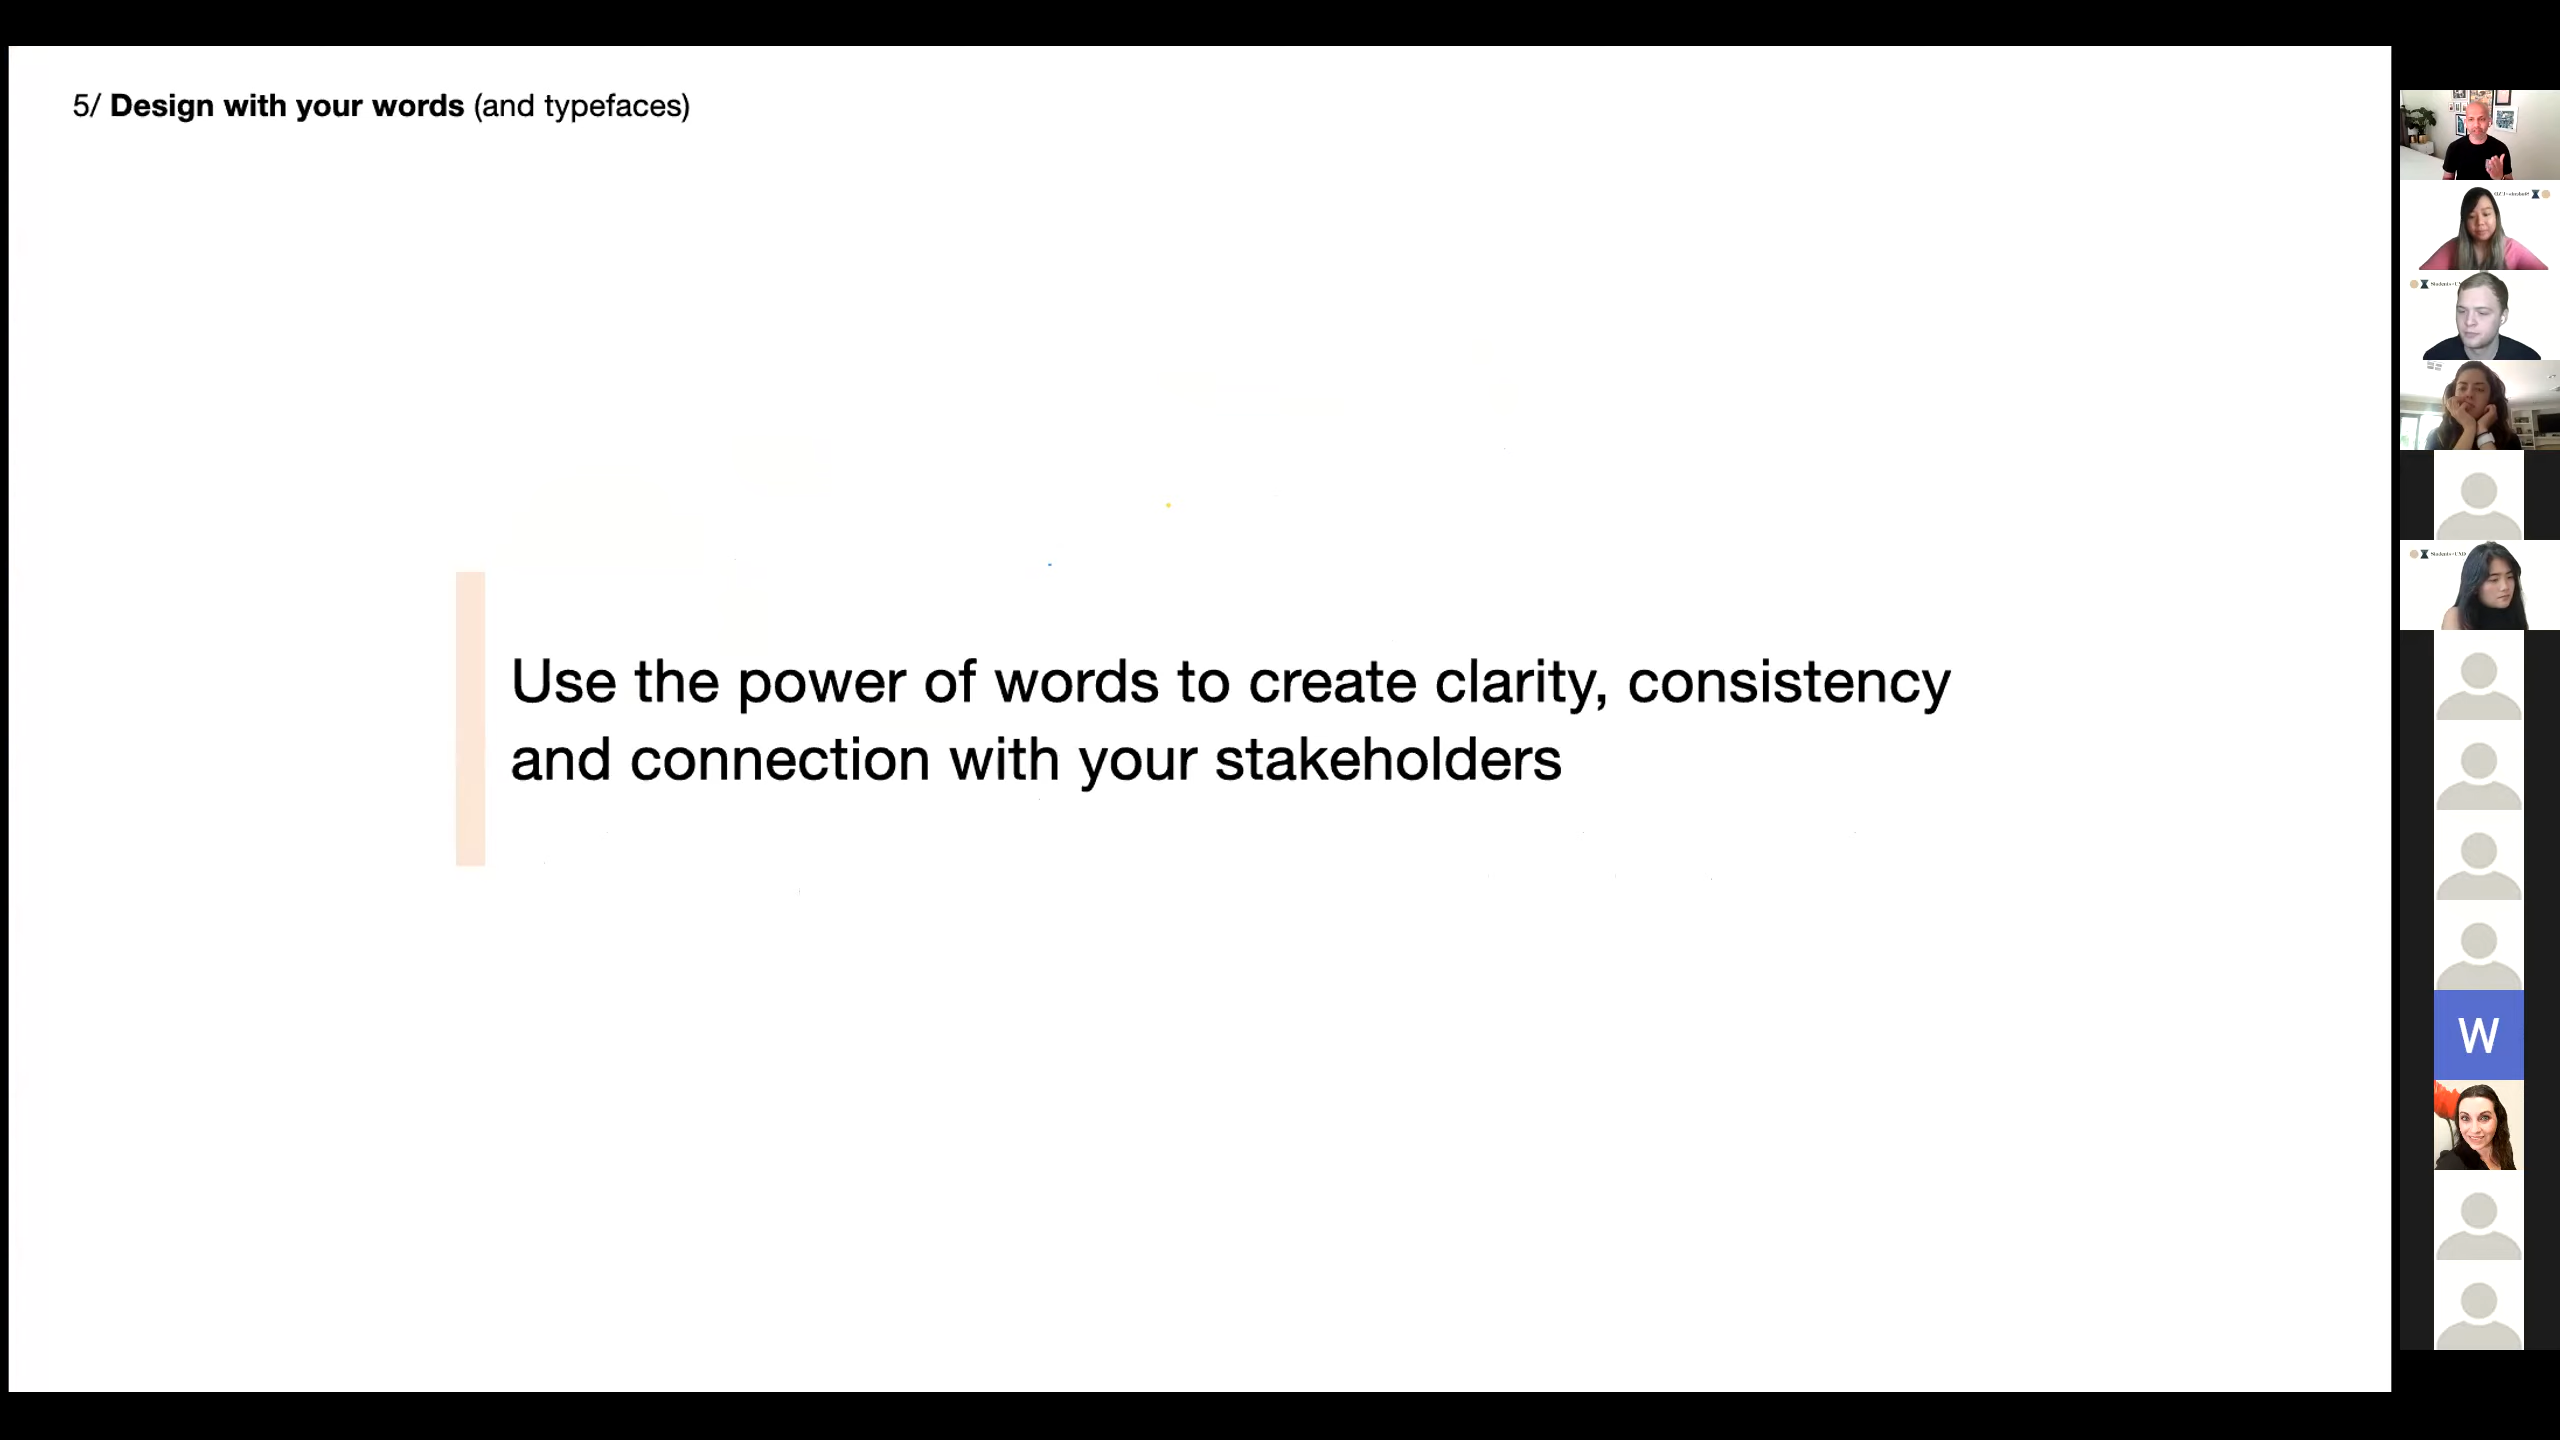 5/ Design with your words (and typefaces)
Use the power of words to create clarity, consistency
and connection with your stakeholders
W